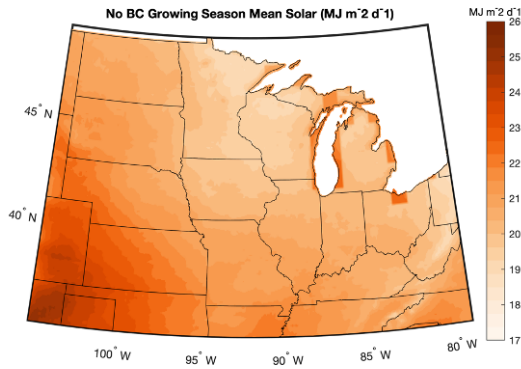 No BC Growing Season Mean Solar (MJ m⁻2 d⁻1)
MJ m⁻2 d⁻1
26
25
24
23
22
21
20
19
18
17
45° N
40° N
100° W
95° W
90° W
85° W
80° W